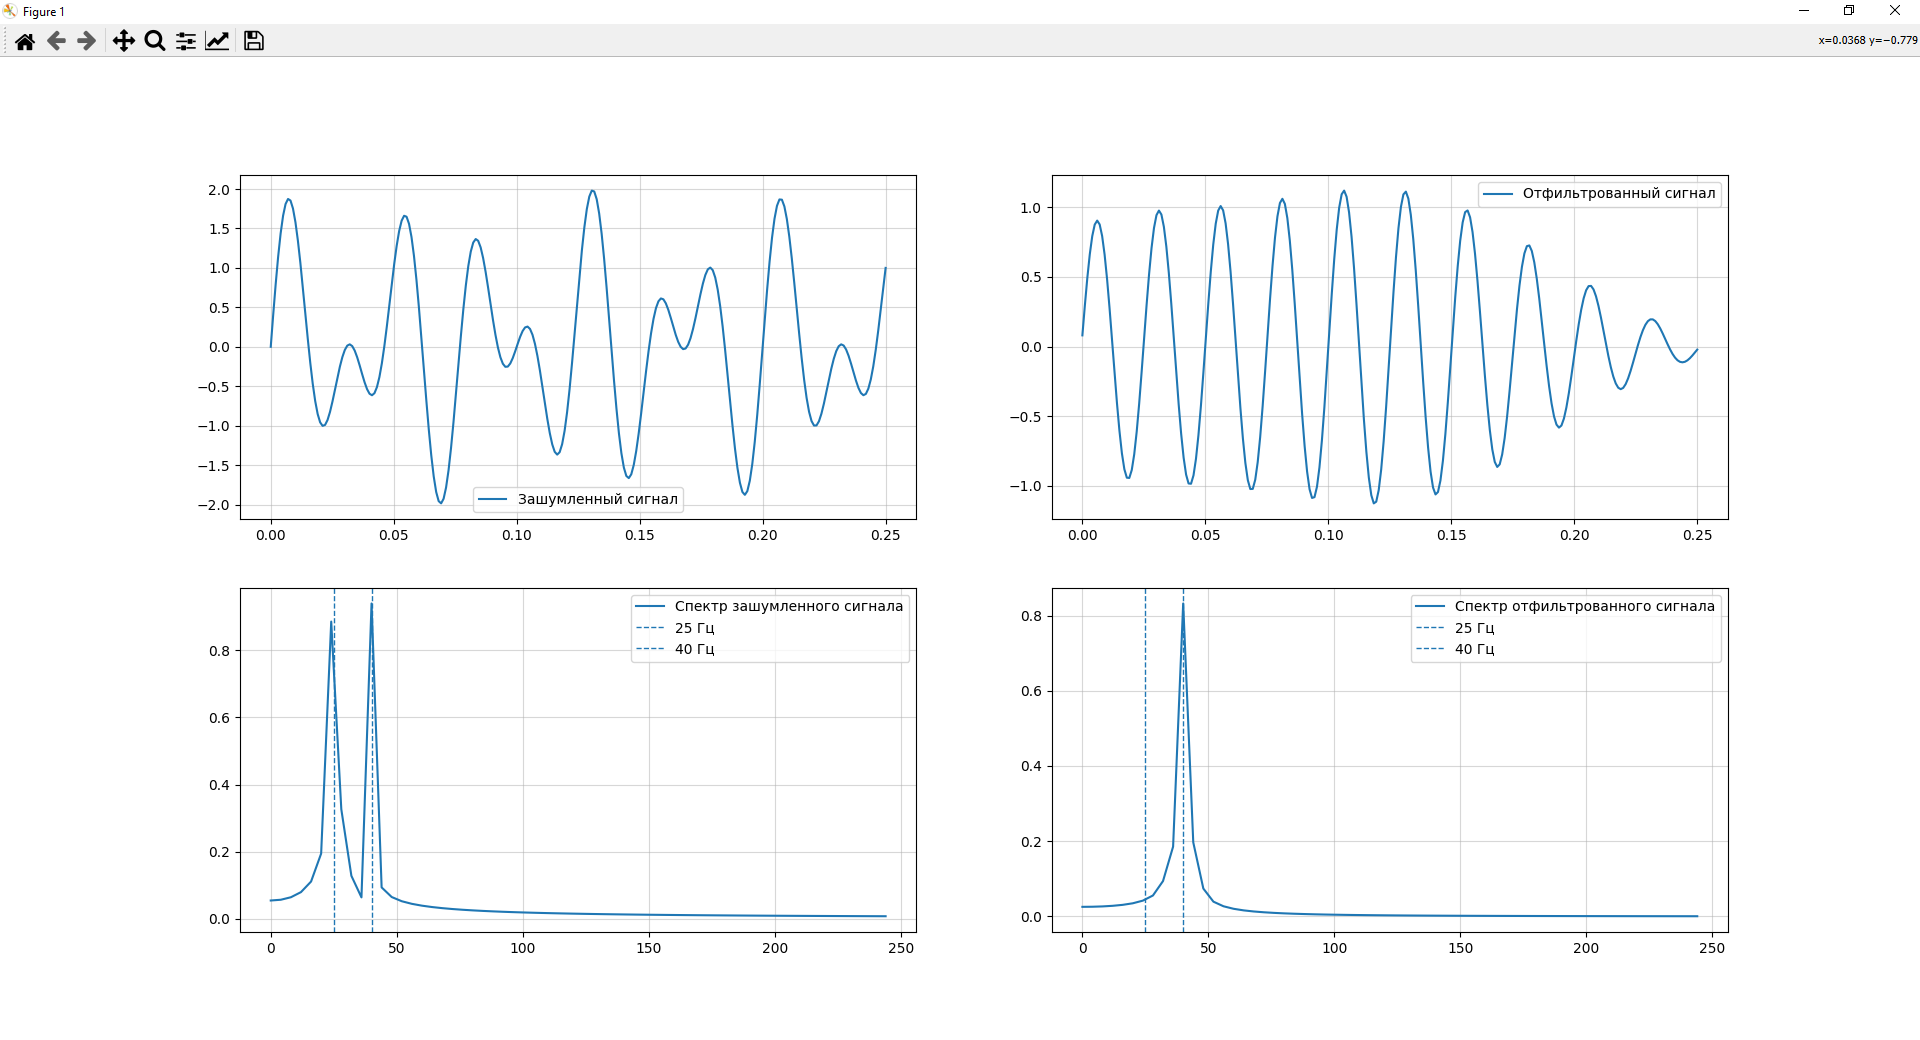 Figure 1
x=0.0368 y=−0.779
2.0
1.5
1.0
0.5
0.0
−0.5
−1.0
−1.5
−2.0
Зашумленный сигнал
0.00 0.05 0.10 0.15 0.20 0.25
1.0
0.5
0.0
−0.5
−1.0
Отфильтрованный сигнал
0.00 0.05 0.10 0.15 0.20 0.25
0.8
0.6
0.4
0.2
0.0
Спектр зашумленного сигнала
25 Гц
40 Гц
0 50 100 150 200 250
0.8
0.6
0.4
0.2
0.0
Спектр отфильтрованного сигнала
25 Гц
40 Гц
0 50 100 150 200 250